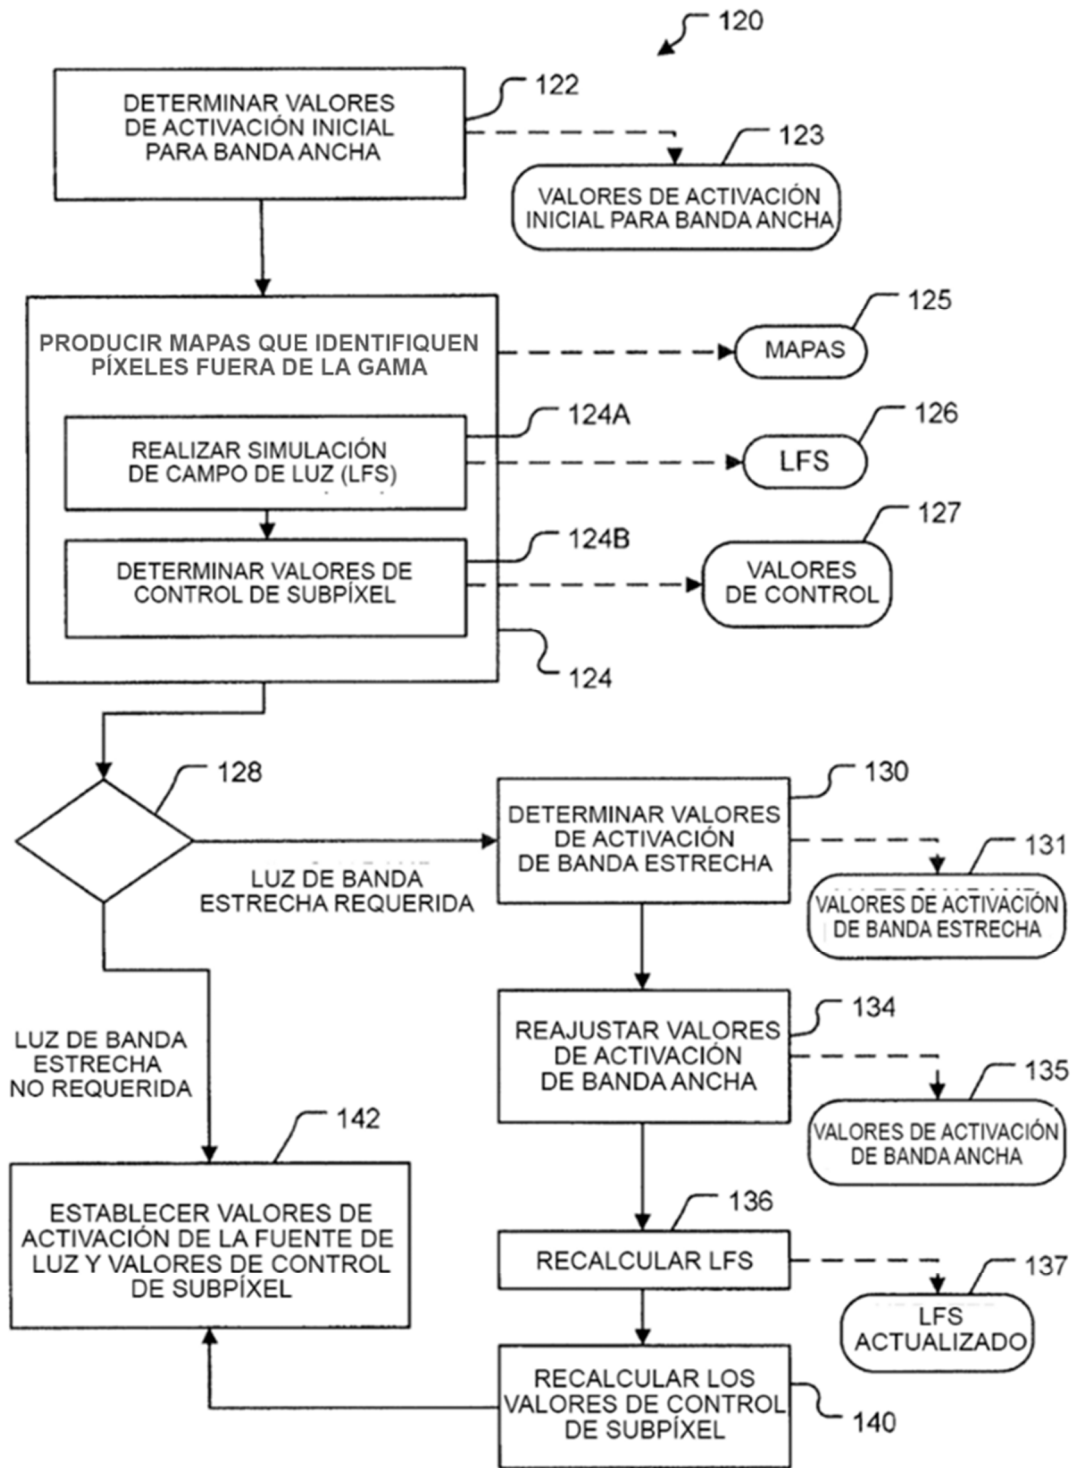 120
122
DETERMINAR VALORES
DE ACTIVACIÓN INICIAL
PARA BANDA ANCHA
123
VALORES DE ACTIVACIÓN
INICIAL PARA BANDA ANCHA
PRODUCIR MAPAS QUE IDENTIFIQUEN
PÍXELES FUERA DE LA GAMA
125
MAPAS
124A
REALIZAR SIMULACIÓN
DE CAMPO DE LUZ (LFS)
126
LFS
124B
DETERMINAR VALORES DE
CONTROL DE SUBPÍXEL
127
VALORES
DE CONTROL
124
128
LUZ DE BANDA
ESTRECHA REQUERIDA
130
DETERMINAR VALORES
DE ACTIVACIÓN
DE BANDA ESTRECHA
131
VALORES DE ACTIVACIÓN
DE BANDA ESTRECHA
LUZ DE BANDA
ESTRECHA
NO REQUERIDA
134
REAJUSTAR VALORES
DE ACTIVACIÓN
DE BANDA ANCHA
135
VALORES DE ACTIVACIÓN
DE BANDA ANCHA
142
ESTABLECER VALORES DE
ACTIVACIÓN DE LA FUENTE DE
LUZ Y VALORES DE CONTROL
DE SUBPÍXEL
136
RECALCULAR LFS
137
LFS
ACTUALIZADO
RECALCULAR LOS
VALORES DE CONTROL
DE SUBPÍXEL
140